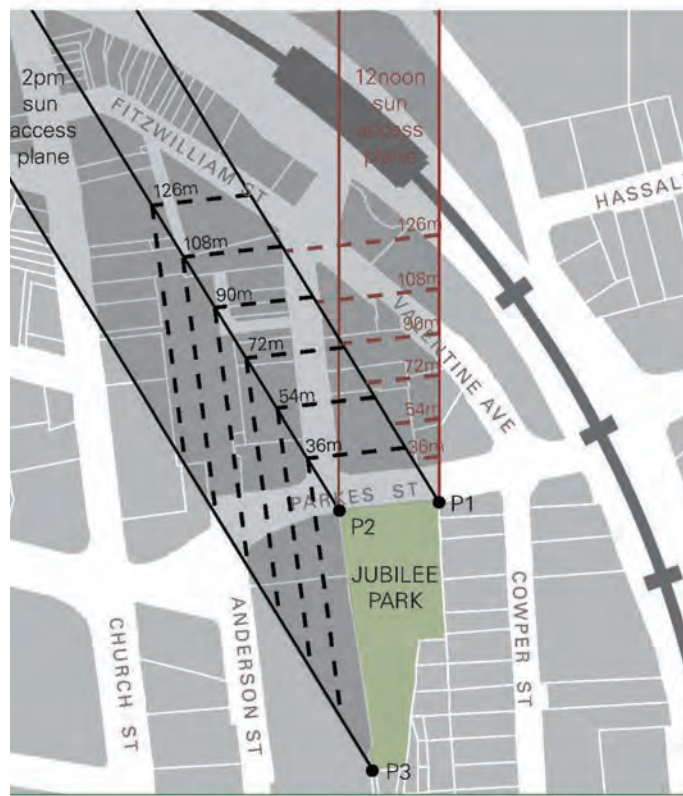 2pm
sun
access
plane
12noon
sun
access
plane
FITZWILLIAM ST
HASSAL
126m
126m
108m
108m
90m
90m
VALENTINE AVE
72m
72m
54m
54m
36m
36m
PARKES ST
P1
P2
JUBILEE
PARK
CHURCH ST
ANDERSON ST
COWPER ST
P3